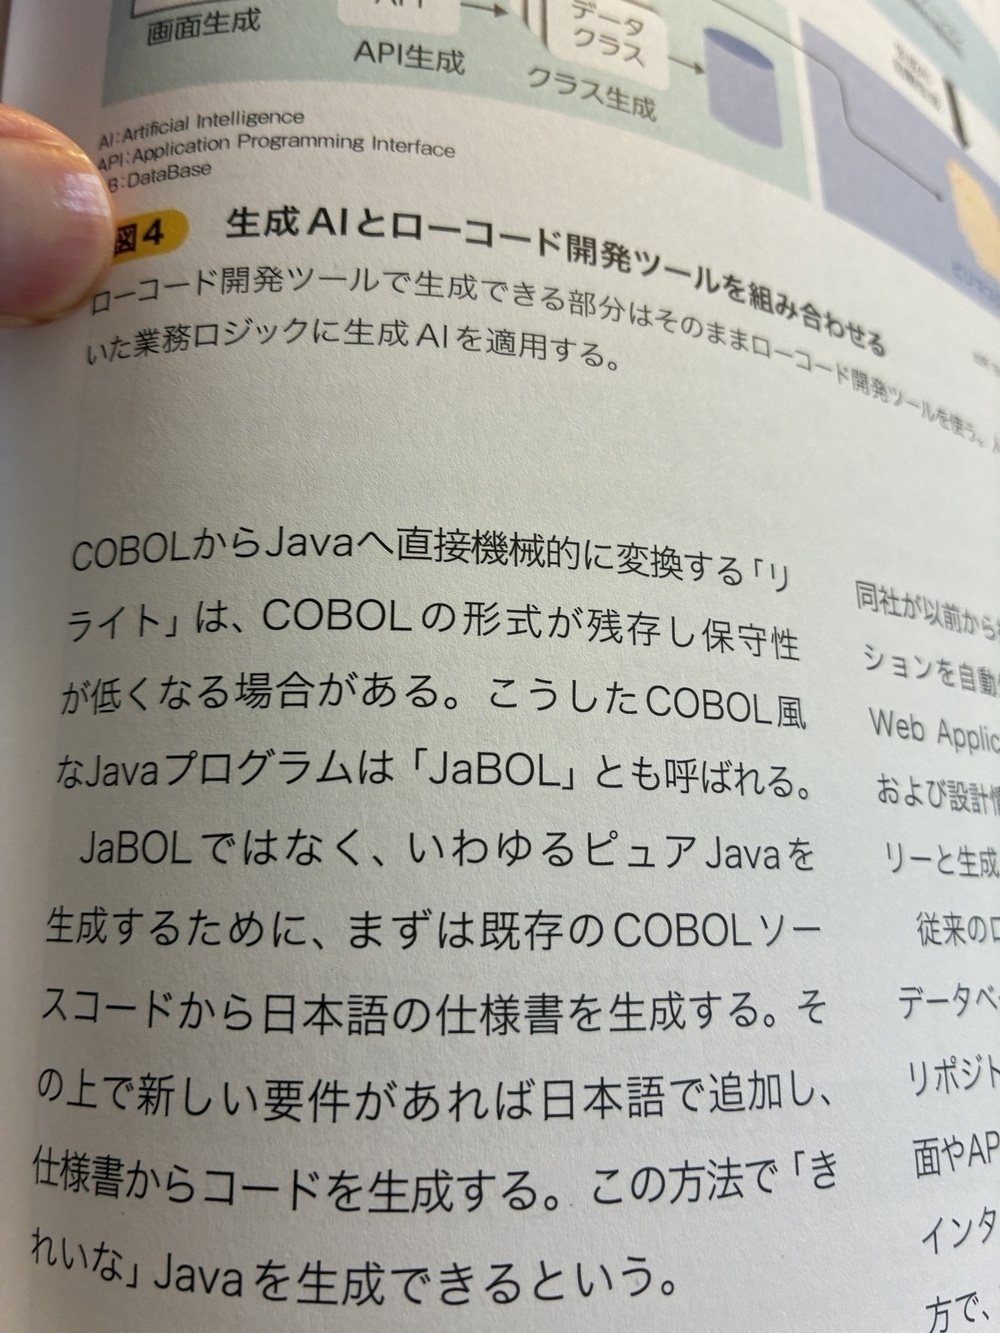 画面生成
API生成
データ
クラス
クラス生成
AI:Artificial Intelligence
API:Application Programming Interface
B:DataBase
図4 生成AIとローコード開発ツールを組み合わせる
ローコード開発ツールで生成できる部分はそのままローコード開発ツールを使う。
いた業務ロジックに生成AIを適用する。
COBOLからJavaへ直接機械的に変換する「リ
ライト」は、COBOLの形式が残存し保守性
が低くなる場合がある。こうしたCOBOL風
なJavaプログラムは「JaBOL」とも呼ばれる。
JaBOLではなく、いわゆるピュアJavaを
生成するために、まずは既存のCOBOLソー
スコードから日本語の仕様書を生成する。そ
の上で新しい要件があれば日本語で追加し、
仕様書からコードを生成する。この方法で「き
れいな」Javaを生成できるという。
同社が以前から
ションを自動
Web Applic
および設計情
リーと生成
従来のロ
データベ
リポジト
面やAP
インタ
方で、